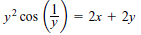 y² cos (1/y) = 2x + 2y